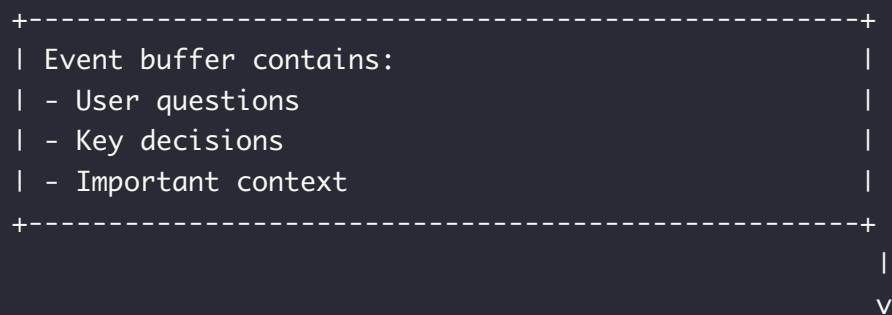 +----------------------------------------------------+
| Event buffer contains:                             |
| - User questions                                   |
| - Key decisions                                    |
| - Important context                                |
+----------------------------------------------------+
                                                      |
                                                      v